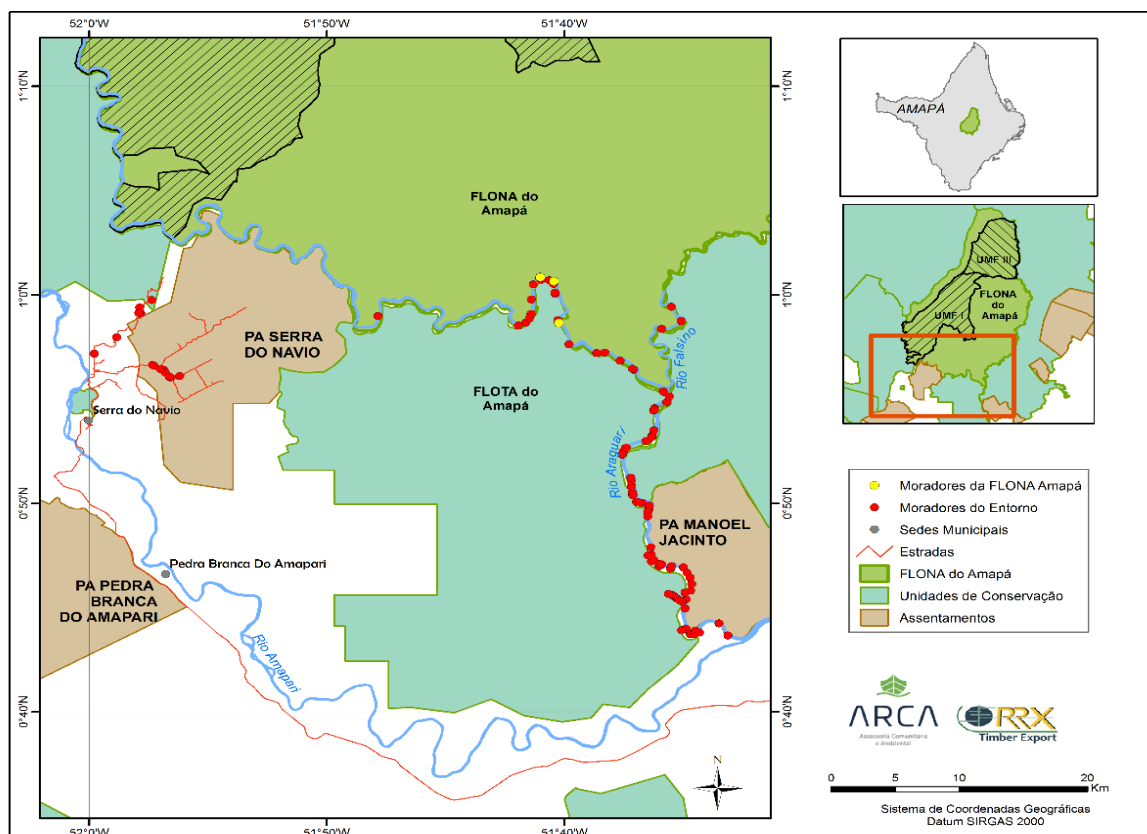 52°0'W
51°50'W
51°40'W
1°10'N
1°10'N
AMAPÁ
FLONA do
Amapá
UMF III
FLONA
do
Amapá
UMF I
1°0'N
1°0'N
PA SERRA
DO NAVIO
Rio Falsino
FLOTA do
Amapá
Serra do Navio
Rio Araguari
0°50'N
0°50'N
PA MANOEL
JACINTO
Pedra Branca Do Amapari
PA PEDRA
BRANCA
DO AMAPARI
Rio Amapari
0°40'N
0°40'N
N
52°0'W
51°50'W
51°40'W
Moradores da FLONA Amapá
Moradores do Entorno
Sedes Municipais
Estradas
FLONA do Amapá
Unidades de Conservação
Assentamentos
ARCA
Assessoria Comunitária
e Ambiental
RRX
Timber Export
0 5 10 20
Km
Sistema de Coordenadas Geográficas
Datum SIRGAS 2000